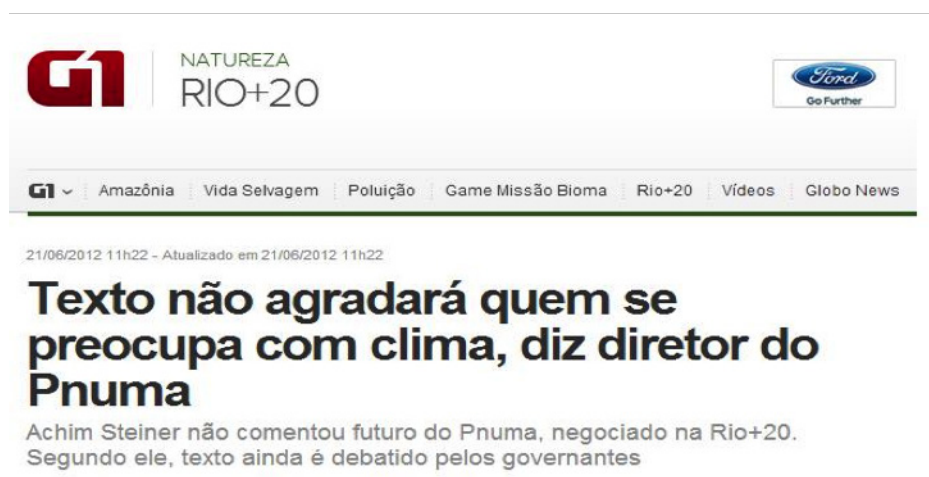 G1
NATUREZA
RIO+20
Ford
Go Further
G1 Amazônia Vida Selvagem Poluição Game Missão Bioma Rio+20 Vídeos Globo News
21/06/2012 11h22 - Atualizado em 21/06/2012 11h22
Texto não agradará quem se
preocupa com clima, diz diretor do
Pnuma
Achim Steiner não comentou futuro do Pnuma, negociado na Rio+20.
Segundo ele, texto ainda é debatido pelos governantes